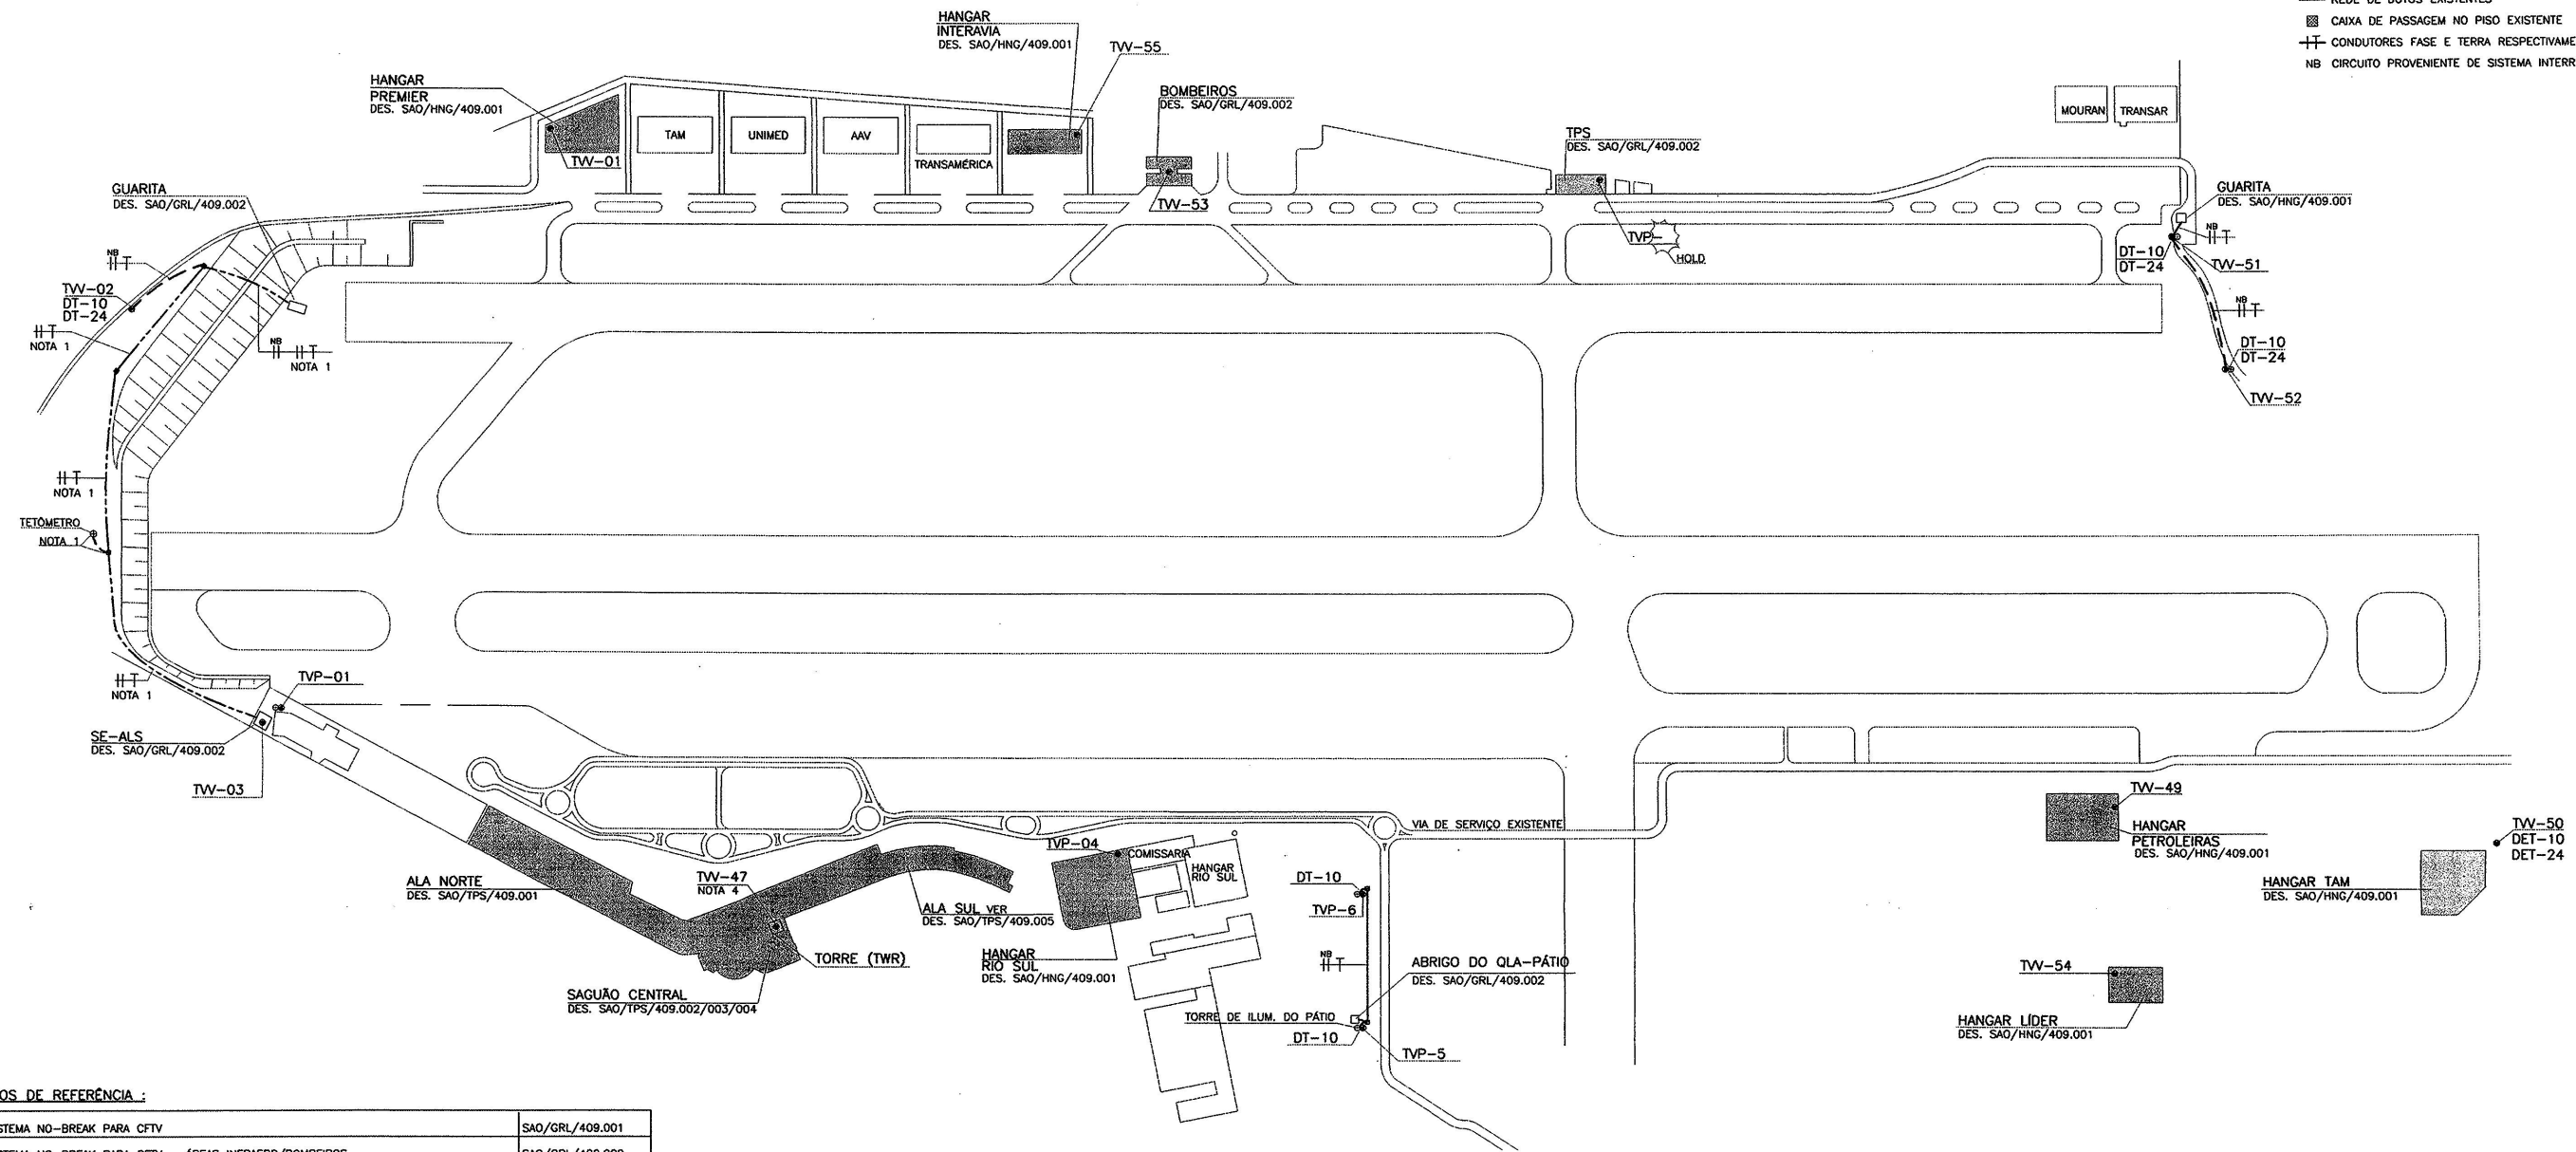 CAIXA DE PASSAGEM NO PISO EXISTENTE
CONDUTORES FASE E TERRA RESPECTIVAME
NB CIRCUITO PROVENIENTE DE SISTEMA INTERR
HANGAR
INTERAVIA
DES. SAO/HNG/409.001
TVV-55
HANGAR
PREMIER
DES. SAO/HNG/409.001
TVV-01
TAM
UNIMED
AAV
TRANSAMÉRICA
BOMBEIROS
DES. SAO/GRL/409.002
TVV-53
TPS
DES. SAO/GRL/409.002
TVP-
HOLD
MOURAN
TRANSAR
GUARITA
DES. SAO/HNG/409.001
NB
DT-10
DT-24
TVV-51
NB
DT-10
DT-24
TVV-52
GUARITA
DES. SAO/GRL/409.002
NB
TVV-02
DT-10
DT-24
NOTA 1
NB
NOTA 1
NOTA 1
TETÔMETRO
NOTA 1
NOTA 1
TVP-01
SE-ALS
DES. SAO/GRL/409.002
TVV-03
ALA NORTE
DES. SAO/TPS/409.001
TVV-47
NOTA 4
ALA SUL VER
DES. SAO/TPS/409.005
TORRE (TWR)
SAGUÃO CENTRAL
DES. SAO/TPS/409.002/003/004
TVP-04
COMISSARIA
HANGAR
RIO SUL
HANGAR
RIO SUL
DES. SAO/HNG/409.001
VIA DE SERVIÇO EXISTENTE
DT-10
TVP-6
NB
ABRIGO DO QLA-PÁTIO
DES. SAO/GRL/409.002
TORRE DE ILUM. DO PÁTIO
DT-10
TVP-5
TVV-49
HANGAR
PETROLEIRAS
DES. SAO/HNG/409.001
TVV-50
DET-10
DET-24
HANGAR TAM
DES. SAO/HNG/409.001
TVV-54
HANGAR LÍDER
DES. SAO/HNG/409.001
OS DE REFERÊNCIA :
STEMA NO-BREAK PARA CFTV SAO/GRL/409.001